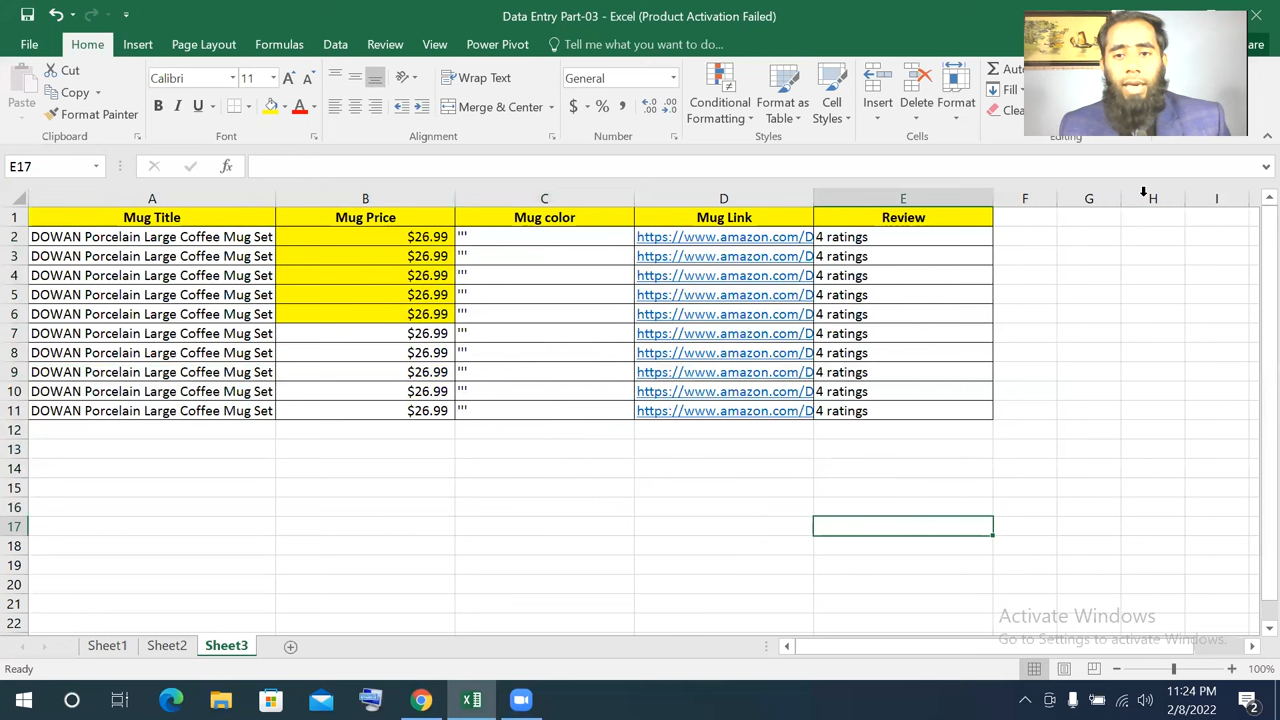 Data Entry Part-03 - Excel (Product Activation Failed)
File Home Insert Page Layout Formulas Data Review View Power Pivot Tell me what you want to do... are
Paste
Cut
Copy
Format Painter
Clipboard
Calibri 11
B I U
Font
Wrap Text
Merge & Center
Alignment
General
$ % ,
Number
Conditional Formatting
Format as Table
Cell Styles
Styles
Insert Delete Format
Cells
Auto
Fill
Clea
Editing
E17 fx
A B C D E F G H I
1 Mug Title Mug Price Mug color Mug Link Review
2 DOWAN Porcelain Large Coffee Mug Set $26.99 ''' https://www.amazon.com/D 4 ratings
3 DOWAN Porcelain Large Coffee Mug Set $26.99 ''' https://www.amazon.com/D 4 ratings
4 DOWAN Porcelain Large Coffee Mug Set $26.99 ''' https://www.amazon.com/D 4 ratings
5 DOWAN Porcelain Large Coffee Mug Set $26.99 ''' https://www.amazon.com/D 4 ratings
6 DOWAN Porcelain Large Coffee Mug Set $26.99 ''' https://www.amazon.com/D 4 ratings
7 DOWAN Porcelain Large Coffee Mug Set $26.99 ''' https://www.amazon.com/D 4 ratings
8 DOWAN Porcelain Large Coffee Mug Set $26.99 ''' https://www.amazon.com/D 4 ratings
9 DOWAN Porcelain Large Coffee Mug Set $26.99 ''' https://www.amazon.com/D 4 ratings
10 DOWAN Porcelain Large Coffee Mug Set $26.99 ''' https://www.amazon.com/D 4 ratings
11 DOWAN Porcelain Large Coffee Mug Set $26.99 ''' https://www.amazon.com/D 4 ratings
12
13
14
15
16
17
18
19
20
21
22
Activate Windows
Go to Settings to activate Windows.
Sheet1 Sheet2 Sheet3
Ready 100%
11:24 PM
2/8/2022
2